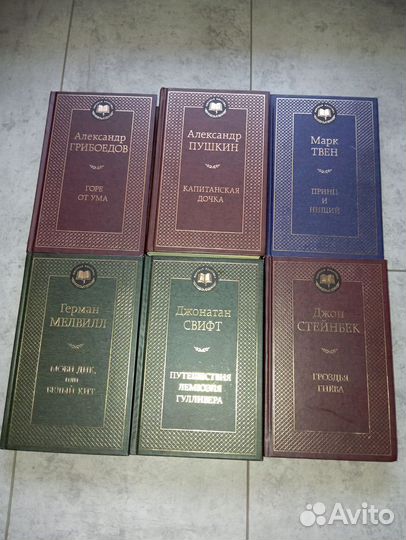 Александр
ГРИБОЕДОВ
ГОРЕ
ОТ УМА
Александр
ПУШКИН
КАПИТАНСКАЯ
ДОЧКА
Марк
ТВЕН
ПРИНЦ
И
НИЩИЙ
Герман
МЕЛВИЛЛ
МОБИ ДИК,
ИЛИ
БЕЛЫЙ КИТ
Джонатан
СВИФТ
ПУТЕШЕСТВИЯ
ЛЕМЮЭЛЯ
ГУЛЛИВЕРА
Джон
СТЕЙНБЕК
ГРОЗДЬЯ
ГНЕВА
Avito